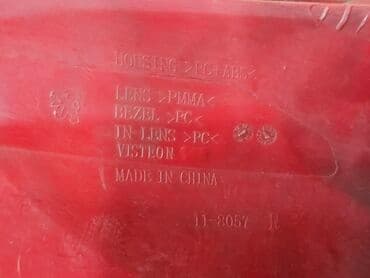 HOUSING >PC+ABS<
LENS >PMMA<
BEZEL >PC<
IN LENS >PC<
VISTEON
MADE IN CHINA
11-8057 R